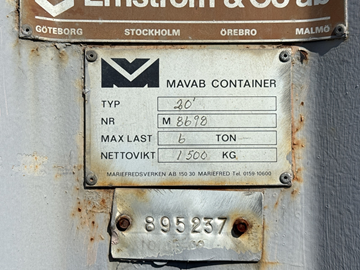 Ernström & Co ab
GÖTEBORG STOCKHOLM ÖREBRO MALMÖ
MAVAB CONTAINER
TYP 20'
NR M 8698
MAX LAST 6 TON
NETTOVIKT 1500 KG
MARIEFREDSVERKEN AB 150 30 MARIEFRED Tel. 0159-10600
895237